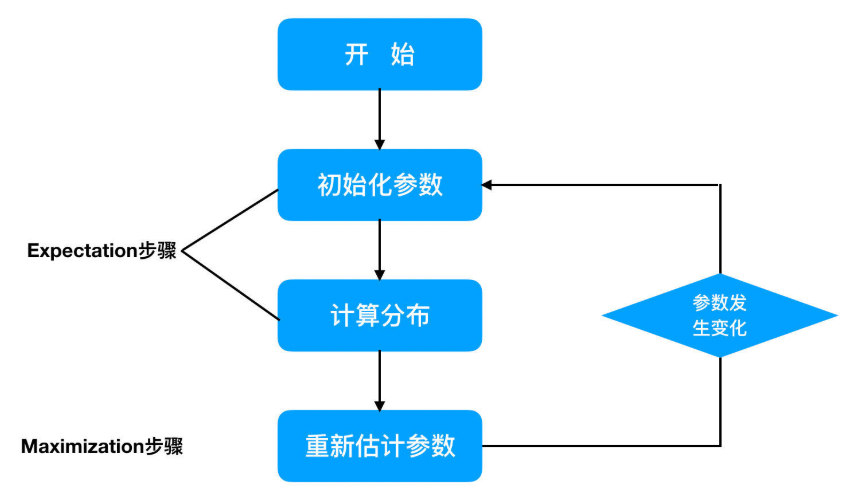 开 始
初始化参数
Expectation步骤
计算分布
参数发
生变化
Maximization步骤
重新估计参数